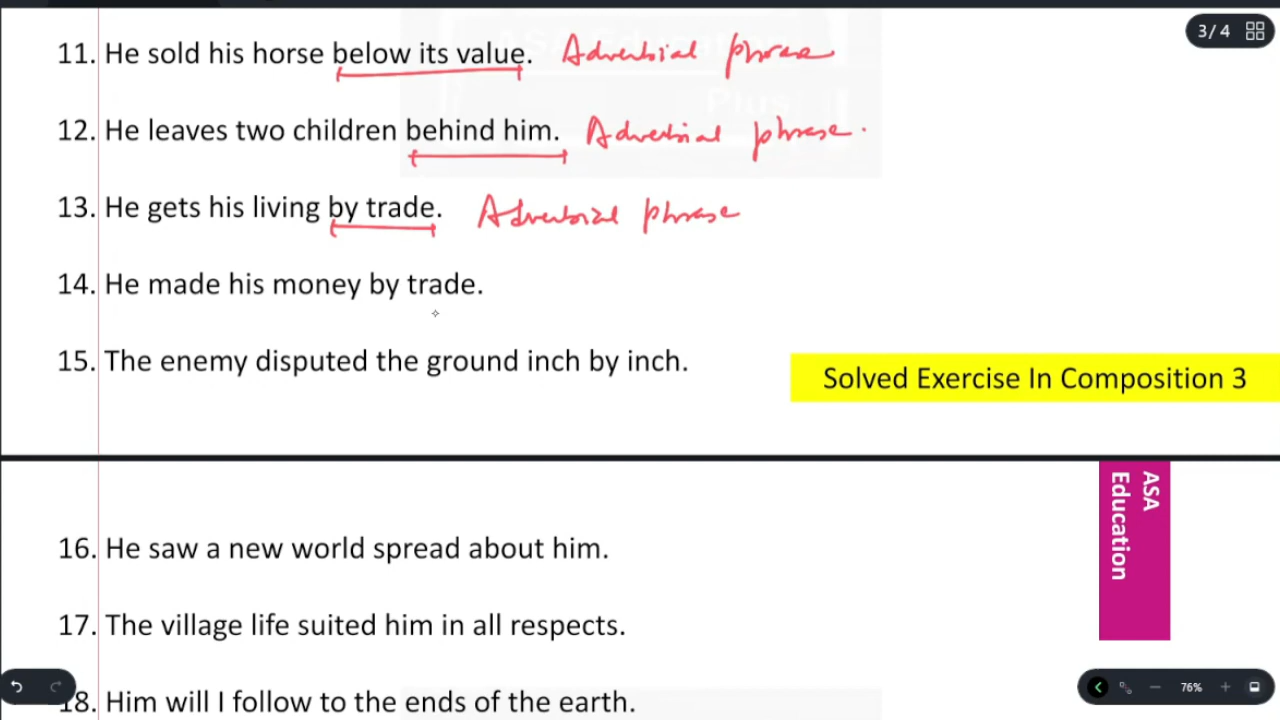 3/4
11. He sold his horse below its value. Adverbial phrase
12. He leaves two children behind him. Adverbial phrase.
13. He gets his living by trade. Adverbial phrase
14. He made his money by trade.
15. The enemy disputed the ground inch by inch.
Solved Exercise In Composition 3
ASA
Education
16. He saw a new world spread about him.
17. The village life suited him in all respects.
18. Him will I follow to the ends of the earth.
76%